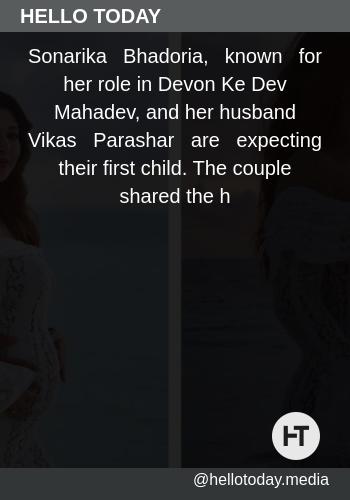 HELLO TODAY
Sonarika Bhadoria, known for
her role in Devon Ke Dev
Mahadev, and her husband
Vikas Parashar are expecting
their first child. The couple
shared the h
HT
@hellotoday.media